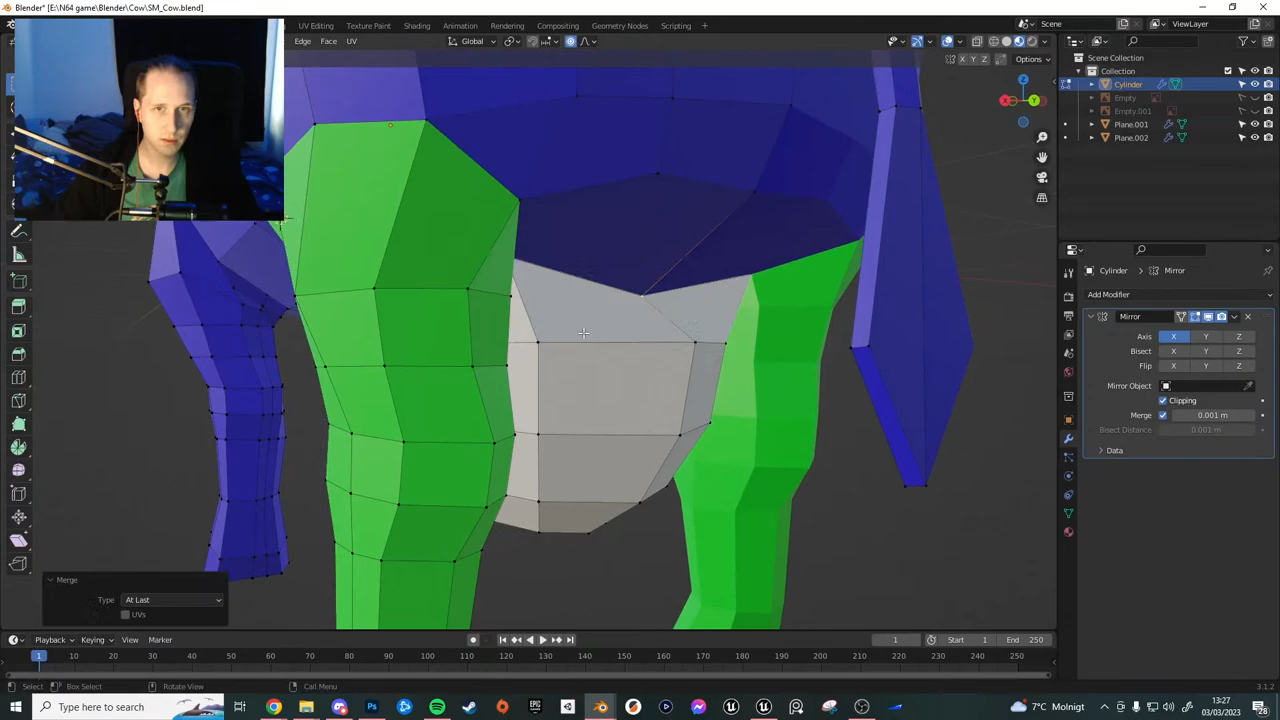 Blender* [E:\N64 game\Blender\Cow\SM_Cow.blend]
UV Editing
Texture Paint
Shading
Animation
Rendering
Compositing
Geometry Nodes
Scripting
Scene
ViewLayer
Edge
Face
UV
Global
X
Y
Z
Options
Scene Collection
Collection
Cylinder
Empty
Empty.001
Plane.001
Plane.002
Cylinder
Mirror
Add Modifier
Mirror
Axis
X
Y
Z
Bisect
X
Y
Z
Flip
X
Y
Z
Mirror Object
Clipping
Merge
0.001 m
Bisect Distance
0.001 m
Data
Merge
Type
At Last
UVs
Playback
Keying
View
Marker
1
Start
1
End
250
1
10
20
30
40
50
60
70
80
90
100
110
120
130
140
150
160
170
180
190
200
210
220
230
240
250
Select
Box Select
Rotate View
Call Menu
3.1.2
Type here to search
7°C Molnigt
13:27
03/03/2023